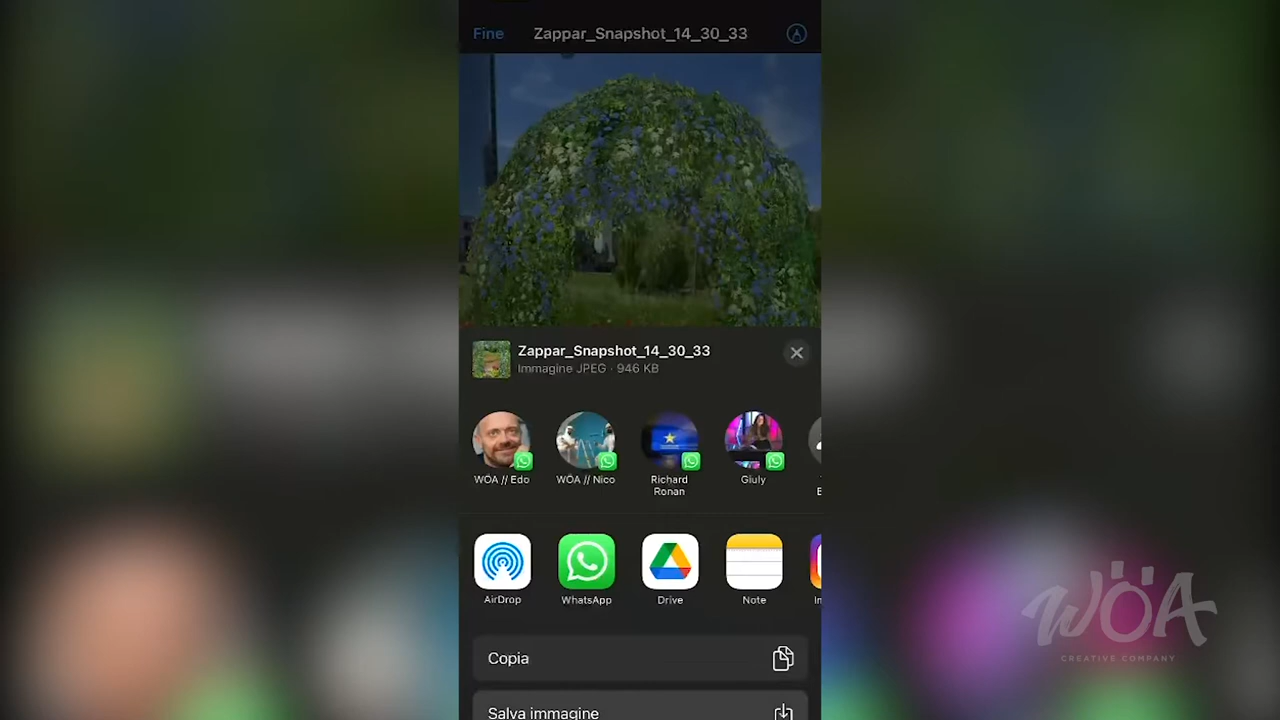 Fine
Zappar_Snapshot_14_30_33
Zappar_Snapshot_14_30_33
Immagine JPEG · 946 KB
WÖA // Edo
WÖA // Nico
Richard
Ronan
Giuly
AirDrop
WhatsApp
Drive
Note
Copia
Salva immagine
WÖA
CREATIVE COMPANY